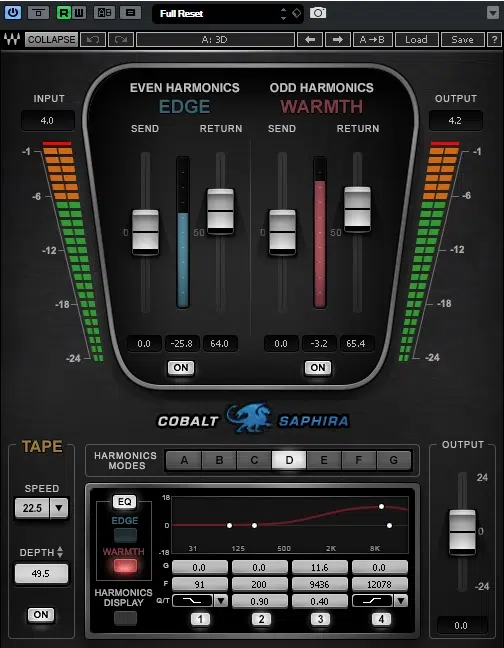 Full Reset
R W AB
COLLAPSE A: 3D A→B Load Save ?
EVEN HARMONICS ODD HARMONICS
EDGE WARMTH
INPUT SEND RETURN SEND RETURN OUTPUT
4.0 4.2
-1 -1
-6 -6
0 50 0 50
-12 -12
-18 -18
0.0 -25.8 64.0 0.0 -3.2 65.4
-24 -24
ON ON
COBALT SAPHIRA
TAPE
HARMONICS MODES A B C D E F G
OUTPUT
SPEED
22.5
DEPTH
49.5
ON
EQ
EDGE
WARMTH
HARMONICS
DISPLAY
18
0
-18
31 125 500 2K 8K
G 0.0 0.0 11.6 0.0
F 91 200 9436 12078
Q/T 0.90 0.40
1 2 3 4
24
0
-24
0.0